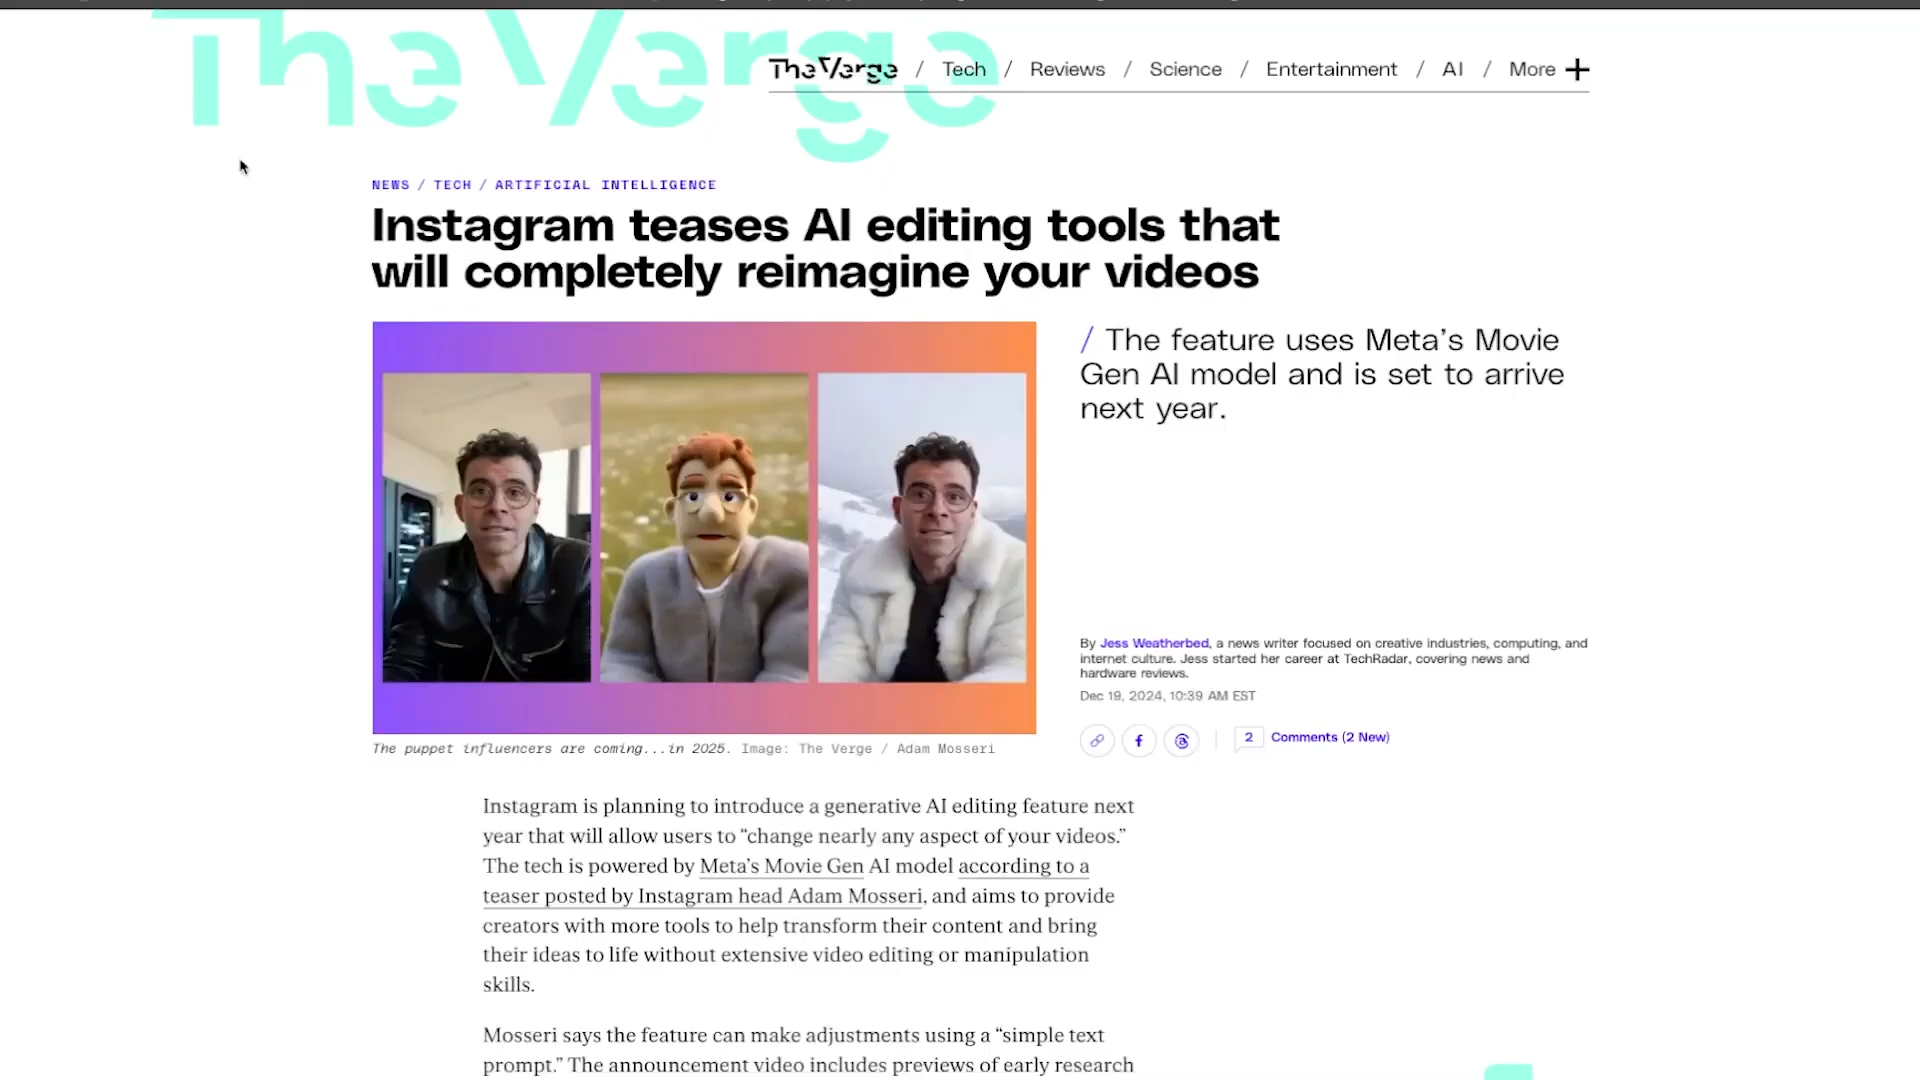 The Verge
The Verge / Tech / Reviews / Science / Entertainment / AI / More +
NEWS / TECH / ARTIFICIAL INTELLIGENCE
Instagram teases AI editing tools that
will completely reimagine your videos
/ The feature uses Meta’s Movie
Gen AI model and is set to arrive
next year.
By Jess Weatherbed, a news writer focused on creative industries, computing, and
internet culture. Jess started her career at TechRadar, covering news and
hardware reviews.
Dec 19, 2024, 10:39 AM EST
2 Comments (2 New)
The puppet influencers are coming...in 2025. Image: The Verge / Adam Mosseri
Instagram is planning to introduce a generative AI editing feature next
year that will allow users to “change nearly any aspect of your videos.”
The tech is powered by Meta’s Movie Gen AI model according to a
teaser posted by Instagram head Adam Mosseri, and aims to provide
creators with more tools to help transform their content and bring
their ideas to life without extensive video editing or manipulation
skills.
Mosseri says the feature can make adjustments using a “simple text
prompt.” The announcement video includes previews of early research